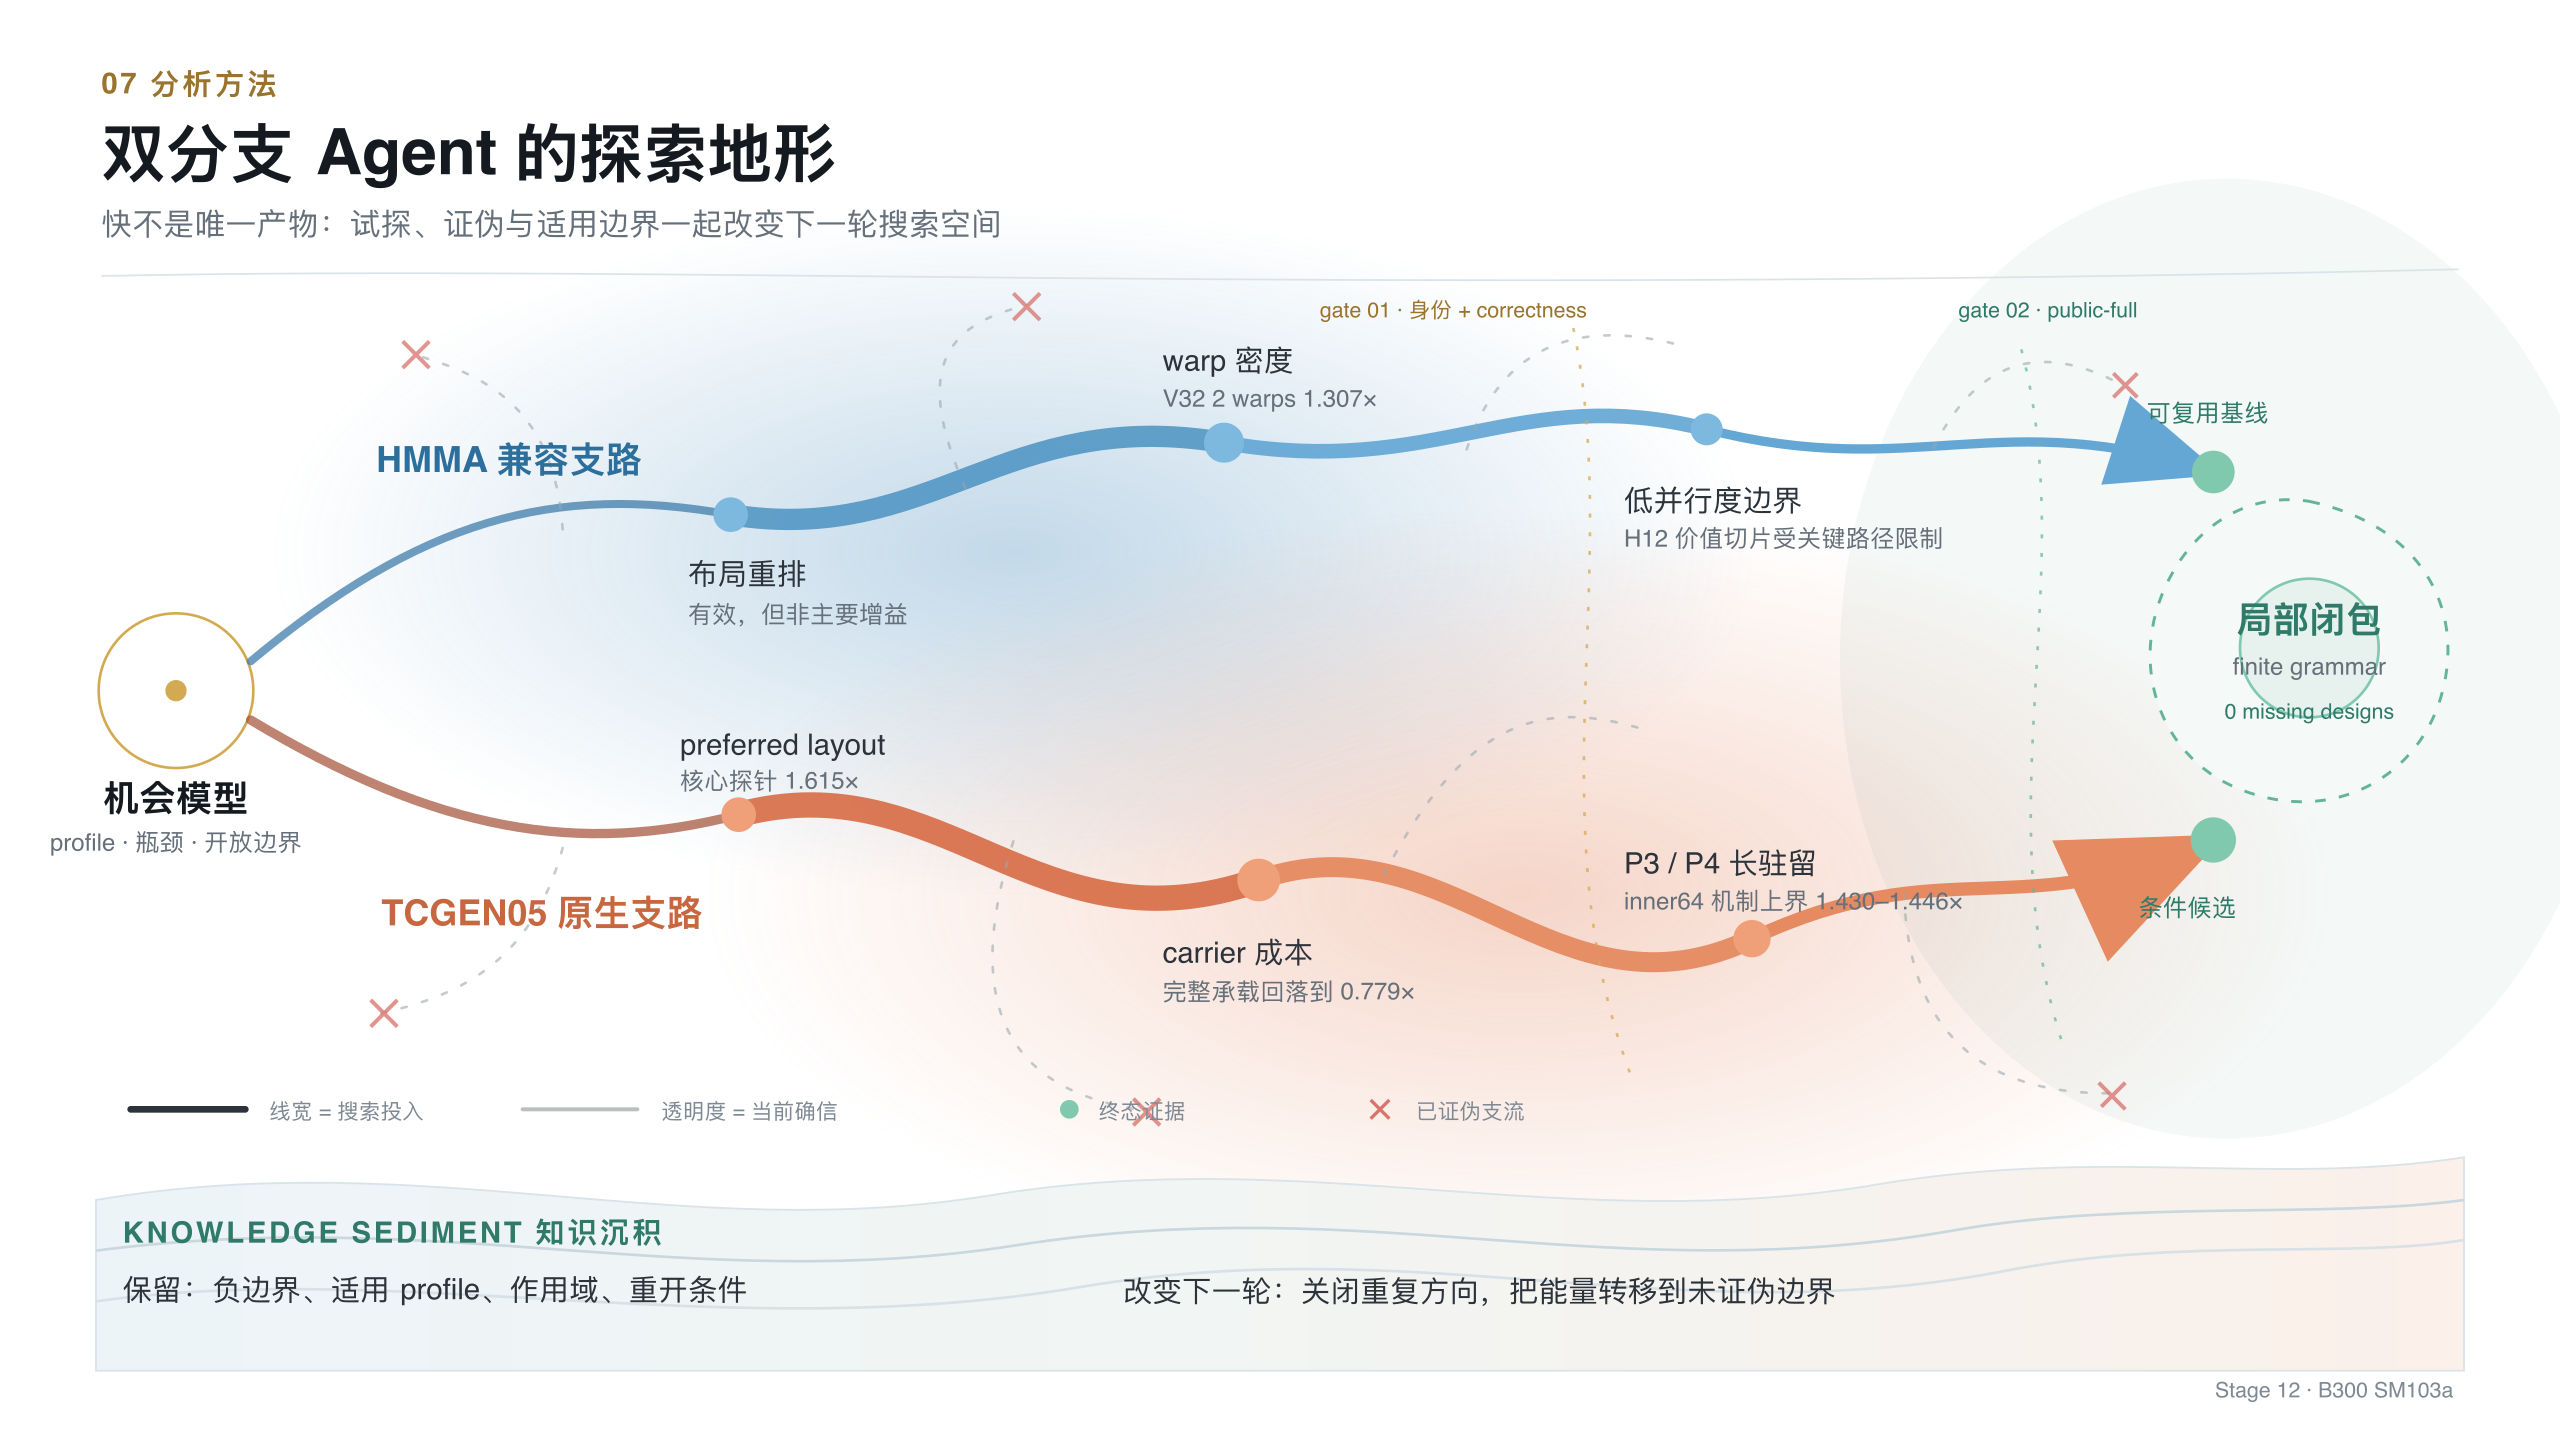 07 分析方法
双分支 Agent 的探索地形
快不是唯一产物：试探、证伪与适用边界一起改变下一轮搜索空间
gate 01 · 身份 + correctness
gate 02 · public-full
warp 密度
V32 2 warps 1.307×
可复用基线
HMMA 兼容支路
低并行度边界
H12 价值切片受关键路径限制
布局重排
有效，但非主要增益
局部闭包
finite grammar
0 missing designs
preferred layout
核心探针 1.615×
机会模型
profile · 瓶颈 · 开放边界
P3 / P4 长驻留
inner64 机制上界 1.430–1.446×
TCGEN05 原生支路
条件候选
carrier 成本
完整承载回落到 0.779×
线宽 = 搜索投入
透明度 = 当前确信
终态证据
已证伪支流
KNOWLEDGE SEDIMENT 知识沉积
保留：负边界、适用 profile、作用域、重开条件
改变下一轮：关闭重复方向，把能量转移到未证伪边界
Stage 12 · B300 SM103a